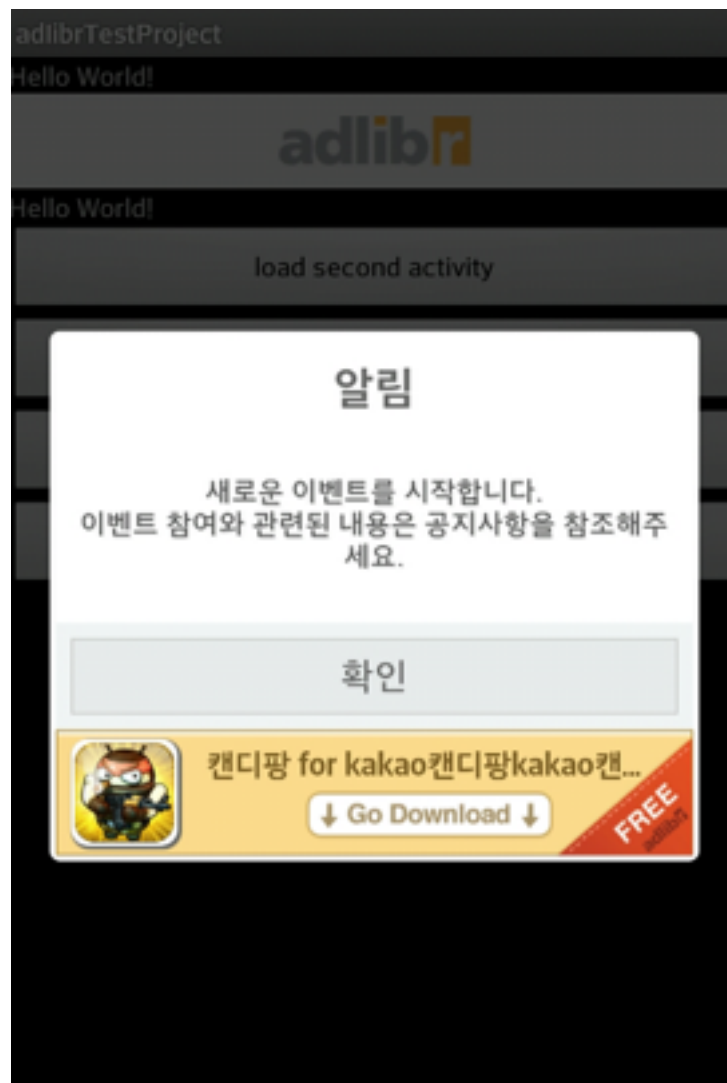 adlibrTestProject
Hello World!
adlibr
Hello World!
load second activity
알림
새로운 이벤트를 시작합니다.
이벤트 참여와 관련된 내용은 공지사항을 참조해주
세요.
확인
캔디팡 for kakao캔디팡kakao캔...
↓ Go Download ↓
FREE
adlibr